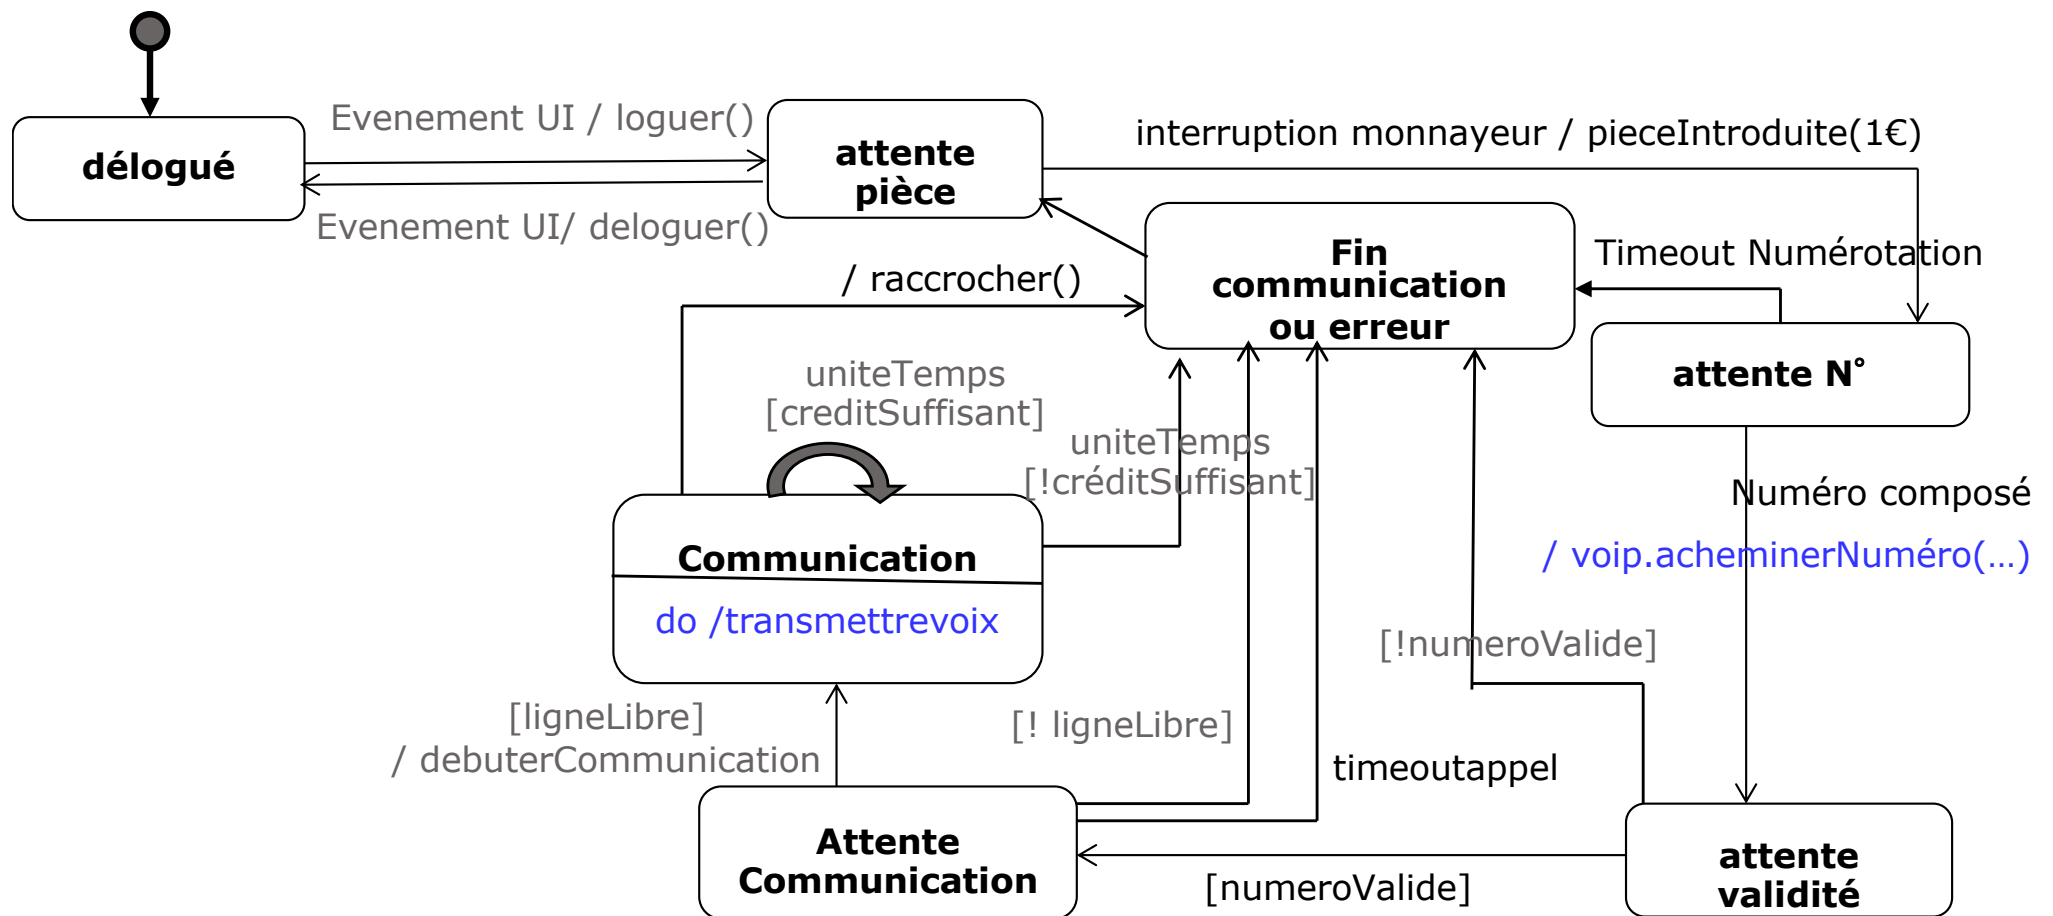 Evenement UI / loguer()
délogué
attente
pièce
interruption monnayeur / pieceIntroduite(1€)
Evenement UI/ deloguer()
Fin
communication
ou erreur
Timeout Numérotation
/ raccrocher()
attente N°
uniteTemps
[creditSuffisant]
uniteTemps
[!créditSuffisant]
Numéro composé
/ voip.acheminerNuméro(…)
Communication
do /transmettrevoix
[!numeroValide]
[ligneLibre]
/ debuterCommunication
[! ligneLibre]
timeoutappel
Attente
Communication
[numeroValide]
attente
validité